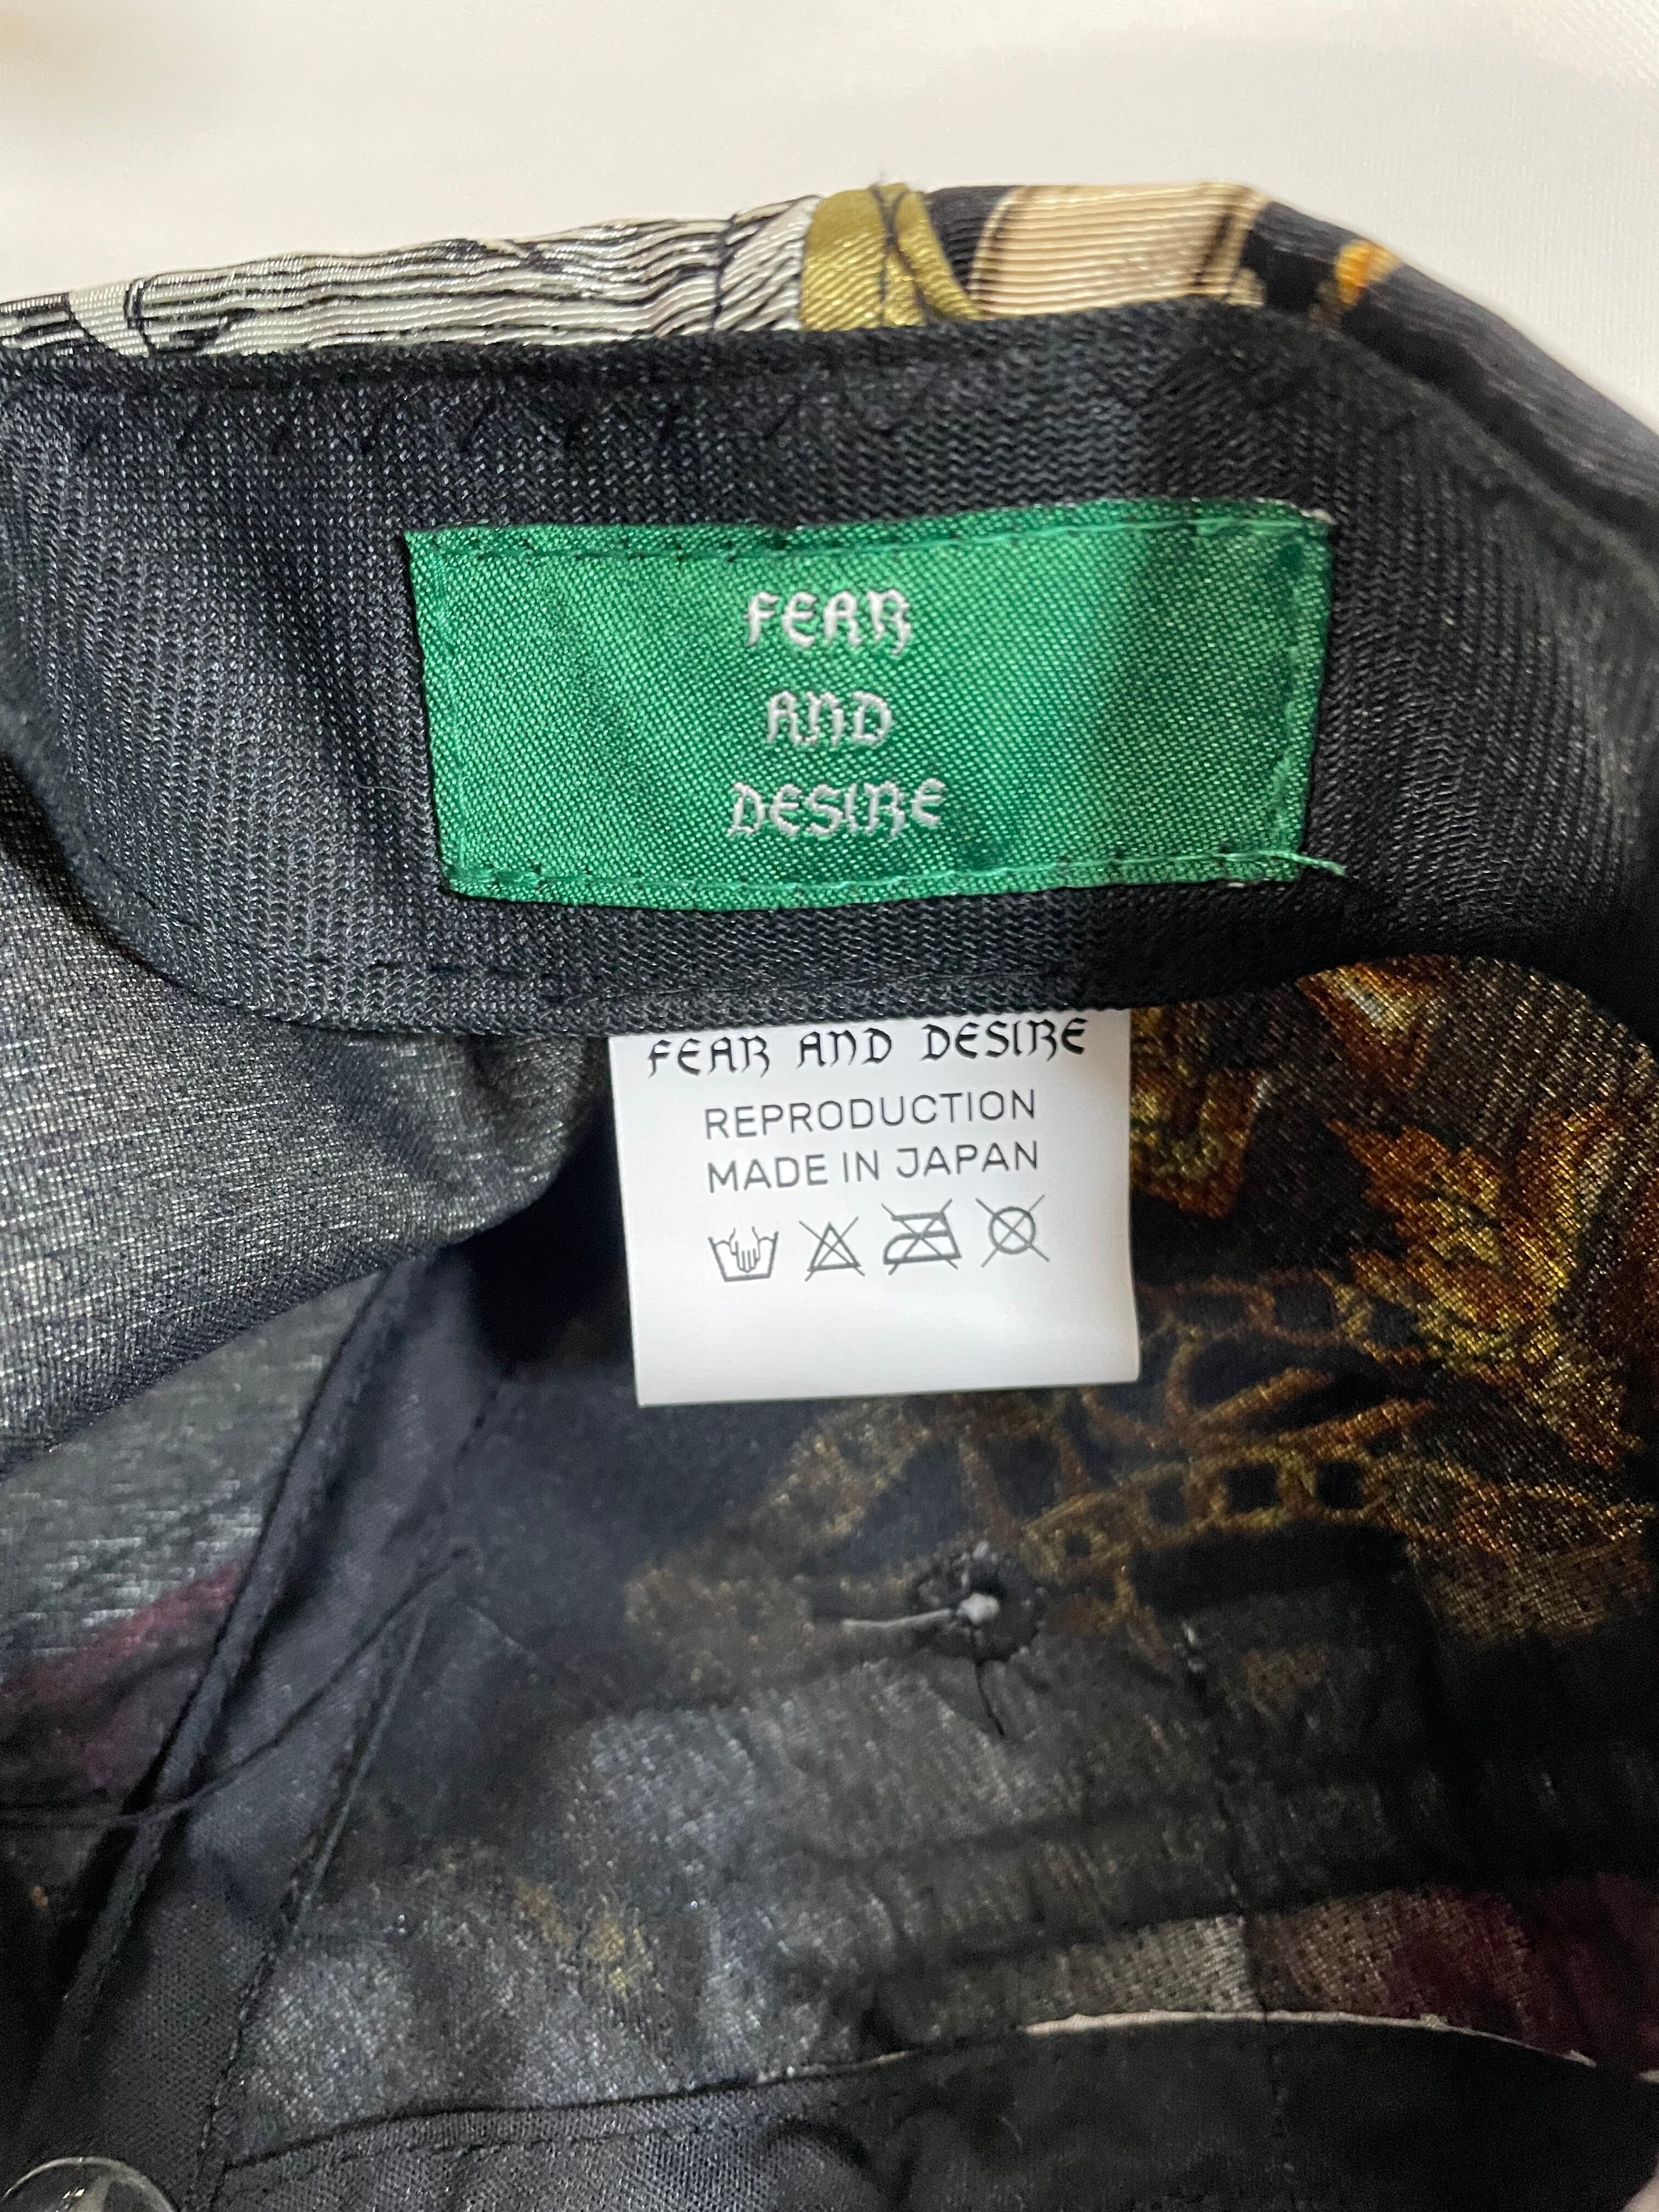 FEAR
AND
DESIRE
FEAR AND DESIRE
REPRODUCTION
MADE IN JAPAN